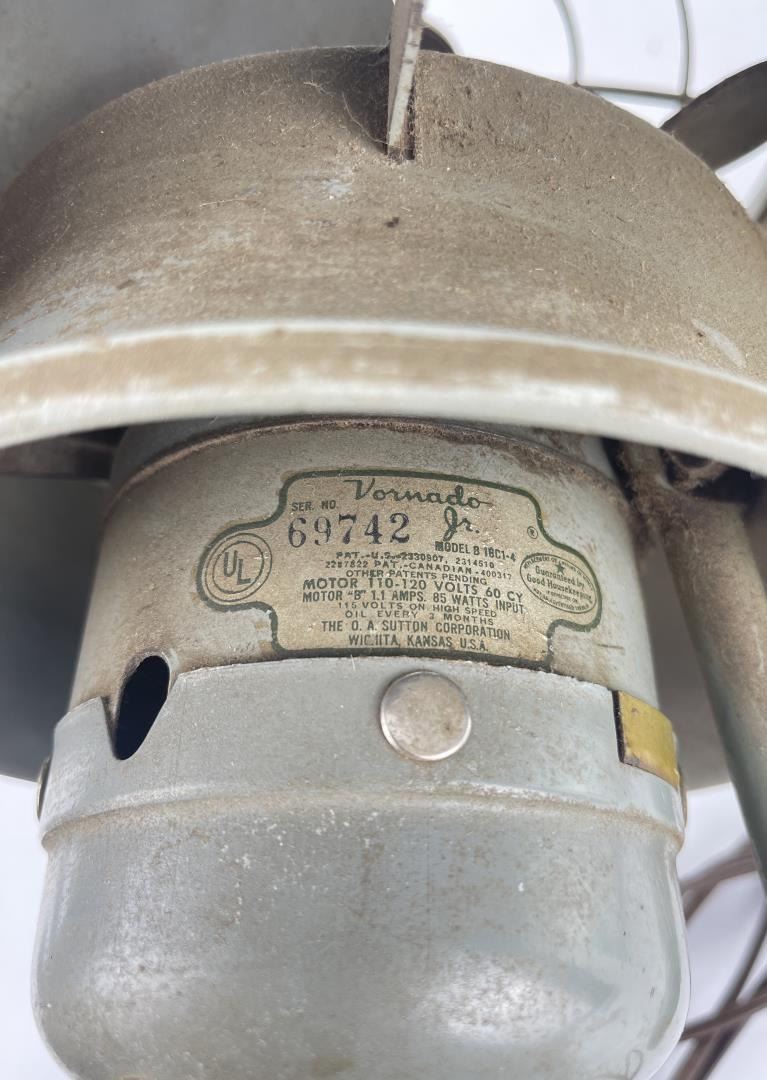 Vornado
Jr.
SER. NO.
69742
MODEL B 16C1-4
PAT.-U.S.-2330907, 2314510
2287822 PAT.-CANADIAN-400317
OTHER PATENTS PENDING
MOTOR 110-120 VOLTS 60 CY
MOTOR "B" 1.1 AMPS. 85 WATTS INPUT
115 VOLTS ON HIGH SPEED
OIL EVERY 3 MONTHS
THE O. A. SUTTON CORPORATION
WICHITA, KANSAS, U.S.A.
UL
®
Guaranteed by
Good Housekeeping